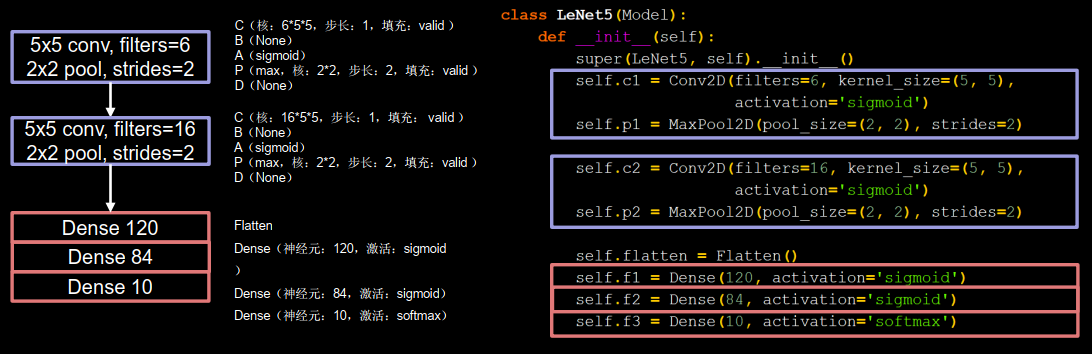 5x5 conv, filters=6
2x2 pool, strides=2
5x5 conv, filters=16
2x2 pool, strides=2
Dense 120
Dense 84
Dense 10
C（核：6*5*5，步长：1，填充：valid ）
B（None）
A（sigmoid）
P（max，核：2*2，步长：2，填充：valid ）
D（None）
C（核：16*5*5，步长：1，填充：valid ）
B（None）
A（sigmoid）
P（max，核：2*2，步长：2，填充：valid ）
D（None）
Flatten
Dense（神经元：120，激活：sigmoid
）
Dense（神经元：84，激活：sigmoid）
Dense（神经元：10，激活：softmax）
class LeNet5(Model):
def __init__(self):
super(LeNet5, self).__init__()
self.c1 = Conv2D(filters=6, kernel_size=(5, 5),
activation='sigmoid')
self.p1 = MaxPool2D(pool_size=(2, 2), strides=2)
self.c2 = Conv2D(filters=16, kernel_size=(5, 5),
activation='sigmoid')
self.p2 = MaxPool2D(pool_size=(2, 2), strides=2)
self.flatten = Flatten()
self.f1 = Dense(120, activation='sigmoid')
self.f2 = Dense(84, activation='sigmoid')
self.f3 = Dense(10, activation='softmax')